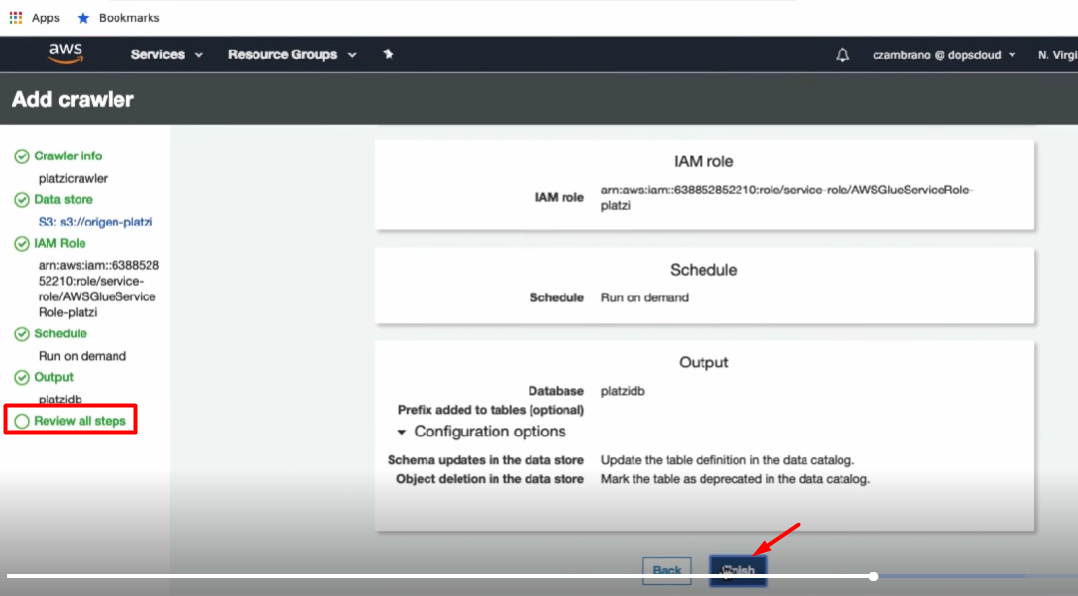 Apps
Bookmarks
aws
Services
Resource Groups
czambrano @ dopscloud
N. Virgi
Add crawler
Crawler info
platzicrawler
Data store
S3: s3://origen-platzi
IAM Role
arn:aws:iam::6388528
52210:role/service-
role/AWSGlueService
Role-platzi
Schedule
Run on demand
Output
platzidb
Review all steps
IAM role
IAM role arn:aws:iam::638852852210:role/service-role/AWSGlueServiceRole-
platzi
Schedule
Schedule Run on demand
Output
Database platzidb
Prefix added to tables (optional)
Configuration options
Schema updates in the data store Update the table definition in the data catalog.
Object deletion in the data store Mark the table as deprecated in the data catalog.
Back
Finish